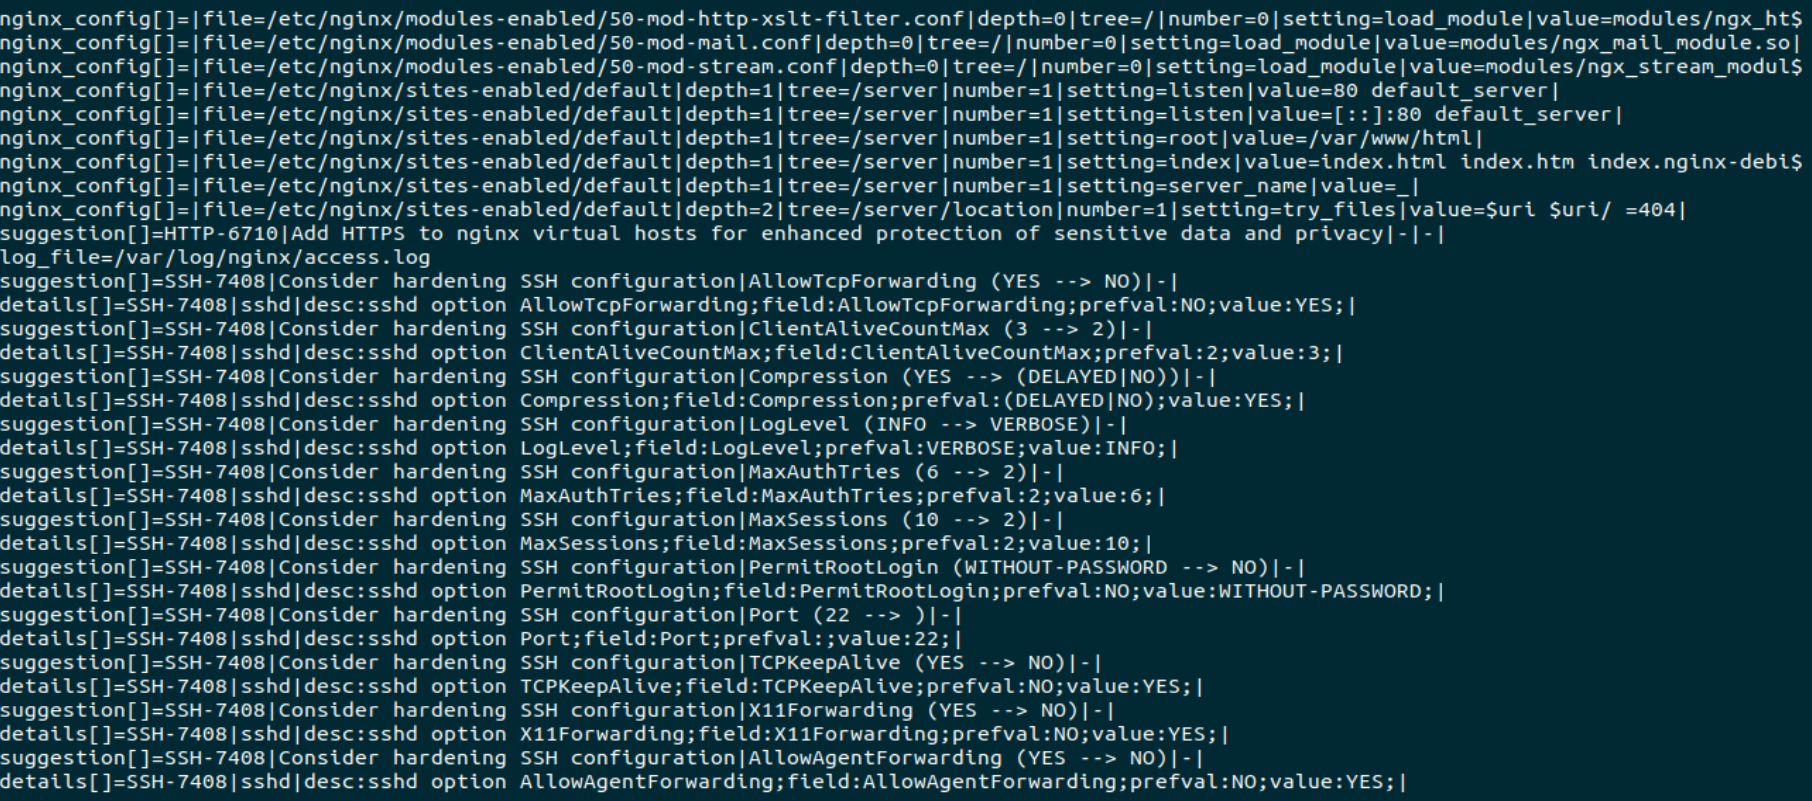 nginx_config[]=|file=/etc/nginx/modules-enabled/50-mod-http-xslt-filter.conf|depth=0|tree=/|number=0|setting=load_module|value=modules/ngx_ht$
nginx_config[]=|file=/etc/nginx/modules-enabled/50-mod-mail.conf|depth=0|tree=/|number=0|setting=load_module|value=modules/ngx_mail_module.so|
nginx_config[]=|file=/etc/nginx/modules-enabled/50-mod-stream.conf|depth=0|tree=/|number=0|setting=load_module|value=modules/ngx_stream_modul$
nginx_config[]=|file=/etc/nginx/sites-enabled/default|depth=1|tree=/server|number=1|setting=listen|value=80 default_server|
nginx_config[]=|file=/etc/nginx/sites-enabled/default|depth=1|tree=/server|number=1|setting=listen|value=[::]:80 default_server|
nginx_config[]=|file=/etc/nginx/sites-enabled/default|depth=1|tree=/server|number=1|setting=root|value=/var/www/html|
nginx_config[]=|file=/etc/nginx/sites-enabled/default|depth=1|tree=/server|number=1|setting=index|value=index.html index.htm index.nginx-debi$
nginx_config[]=|file=/etc/nginx/sites-enabled/default|depth=1|tree=/server|number=1|setting=server_name|value=_|
nginx_config[]=|file=/etc/nginx/sites-enabled/default|depth=2|tree=/server/location|number=1|setting=try_files|value=$uri $uri/ =404|
suggestion[]=HTTP-6710|Add HTTPS to nginx virtual hosts for enhanced protection of sensitive data and privacy|-|-|
log_file=/var/log/nginx/access.log
suggestion[]=SSH-7408|Consider hardening SSH configuration|AllowTcpForwarding (YES --> NO)|-|
details[]=SSH-7408|sshd|desc:sshd option AllowTcpForwarding;field:AllowTcpForwarding;prefval:NO;value:YES;|
suggestion[]=SSH-7408|Consider hardening SSH configuration|ClientAliveCountMax (3 --> 2)|-|
details[]=SSH-7408|sshd|desc:sshd option ClientAliveCountMax;field:ClientAliveCountMax;prefval:2;value:3;|
suggestion[]=SSH-7408|Consider hardening SSH configuration|Compression (YES --> (DELAYED|NO))|-|
details[]=SSH-7408|sshd|desc:sshd option Compression;field:Compression;prefval:(DELAYED|NO);value:YES;|
suggestion[]=SSH-7408|Consider hardening SSH configuration|LogLevel (INFO --> VERBOSE)|-|
details[]=SSH-7408|sshd|desc:sshd option LogLevel;field:LogLevel;prefval:VERBOSE;value:INFO;|
suggestion[]=SSH-7408|Consider hardening SSH configuration|MaxAuthTries (6 --> 2)|-|
details[]=SSH-7408|sshd|desc:sshd option MaxAuthTries;field:MaxAuthTries;prefval:2;value:6;|
suggestion[]=SSH-7408|Consider hardening SSH configuration|MaxSessions (10 --> 2)|-|
details[]=SSH-7408|sshd|desc:sshd option MaxSessions;field:MaxSessions;prefval:2;value:10;|
suggestion[]=SSH-7408|Consider hardening SSH configuration|PermitRootLogin (WITHOUT-PASSWORD --> NO)|-|
details[]=SSH-7408|sshd|desc:sshd option PermitRootLogin;field:PermitRootLogin;prefval:NO;value:WITHOUT-PASSWORD;|
suggestion[]=SSH-7408|Consider hardening SSH configuration|Port (22 --> )|-|
details[]=SSH-7408|sshd|desc:sshd option Port;field:Port;prefval:;value:22;|
suggestion[]=SSH-7408|Consider hardening SSH configuration|TCPKeepAlive (YES --> NO)|-|
details[]=SSH-7408|sshd|desc:sshd option TCPKeepAlive;field:TCPKeepAlive;prefval:NO;value:YES;|
suggestion[]=SSH-7408|Consider hardening SSH configuration|X11Forwarding (YES --> NO)|-|
details[]=SSH-7408|sshd|desc:sshd option X11Forwarding;field:X11Forwarding;prefval:NO;value:YES;|
suggestion[]=SSH-7408|Consider hardening SSH configuration|AllowAgentForwarding (YES --> NO)|-|
details[]=SSH-7408|sshd|desc:sshd option AllowAgentForwarding;field:AllowAgentForwarding;prefval:NO;value:YES;|